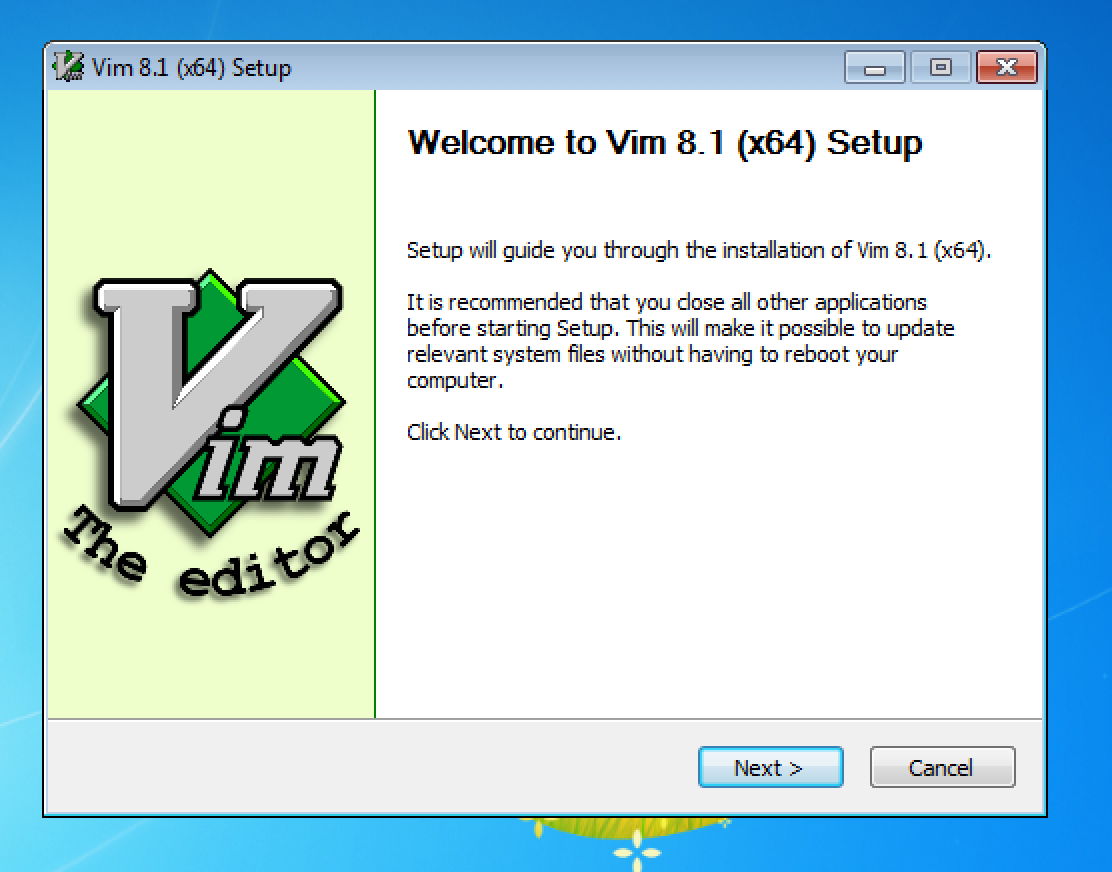 Vim 8.1 (x64) Setup
Welcome to Vim 8.1 (x64) Setup
Setup will guide you through the installation of Vim 8.1 (x64).
It is recommended that you close all other applications
before starting Setup. This will make it possible to update
relevant system files without having to reboot your
computer.
Click Next to continue.
Vim
The editor
Next >
Cancel